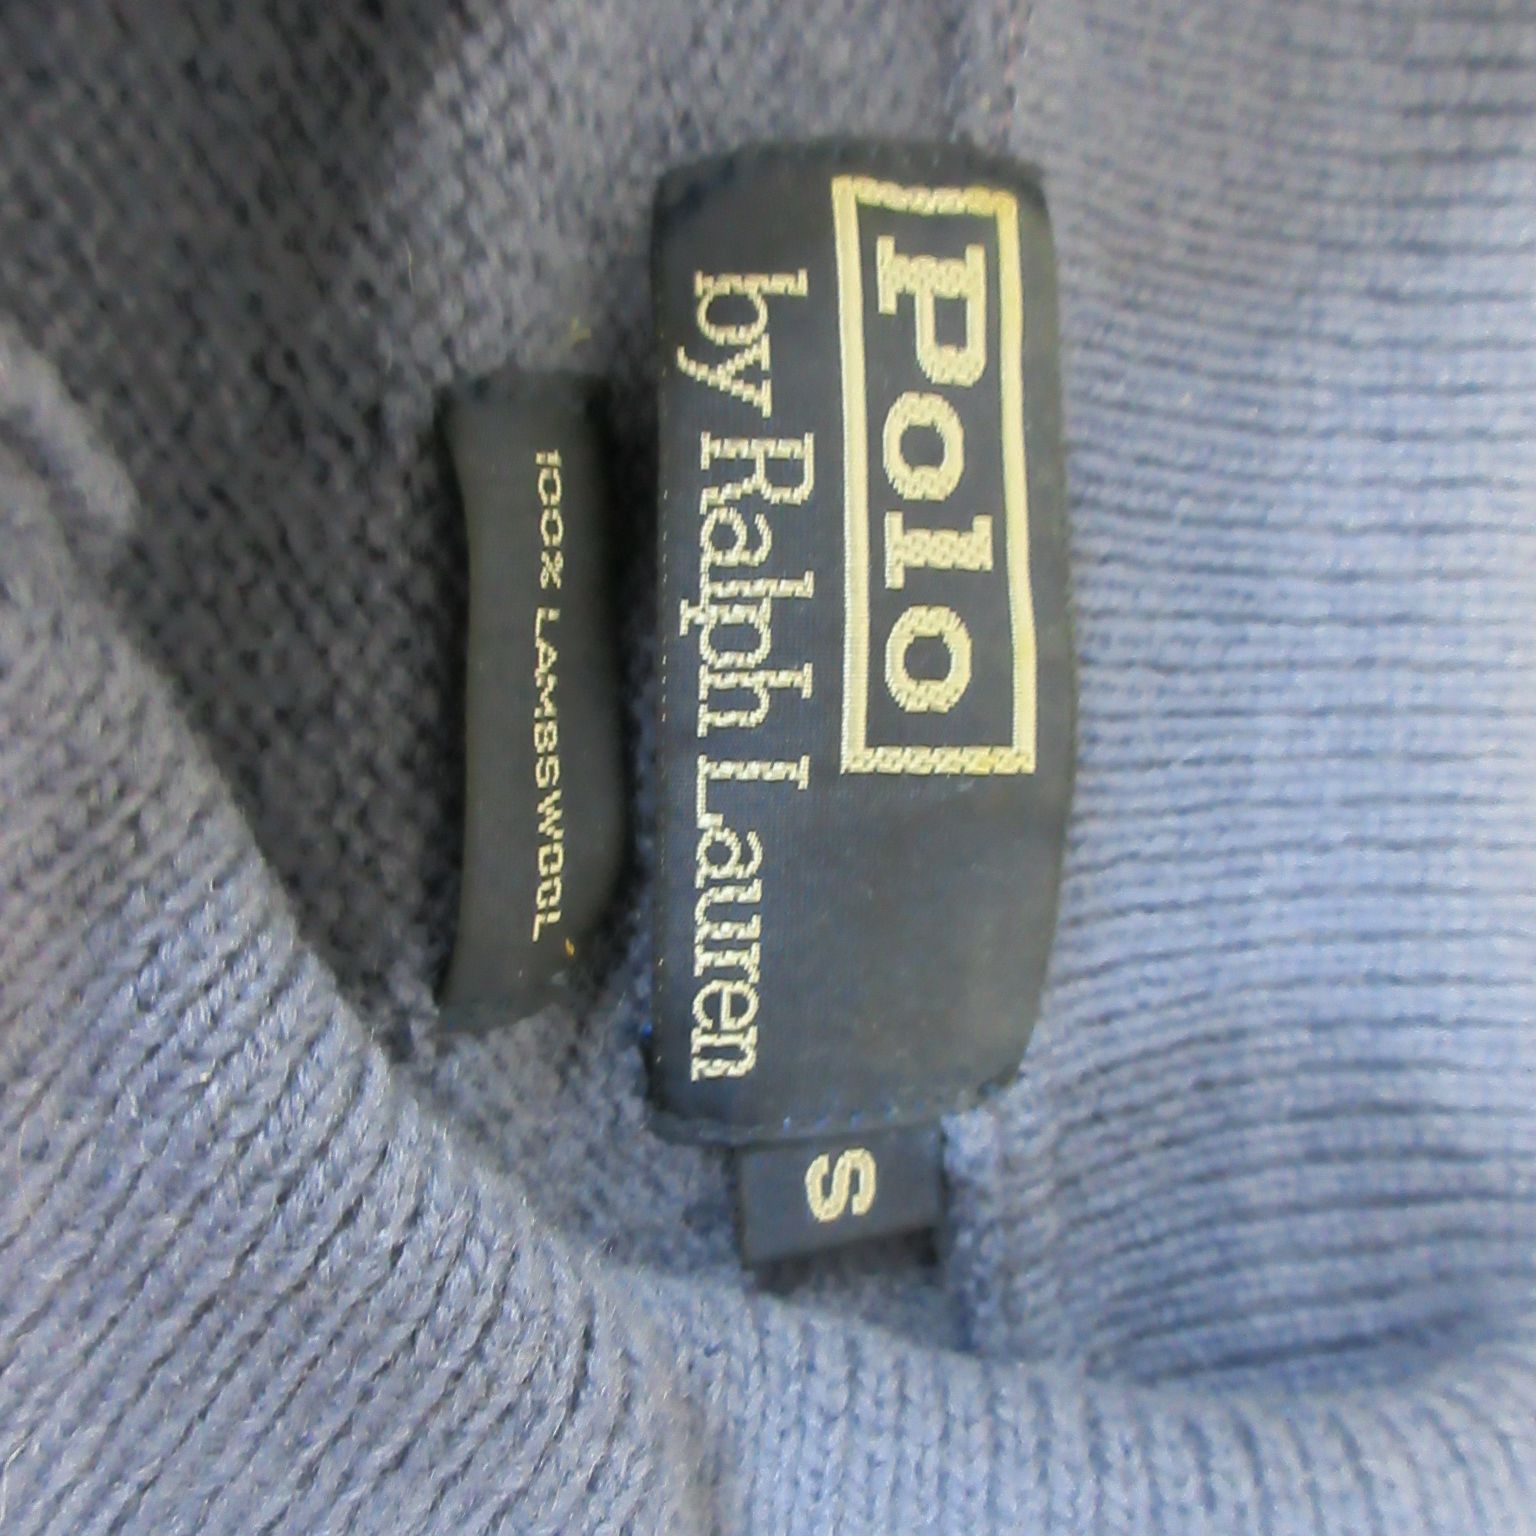 Polo
by Ralph Lauren
S
100% LAMBSWOOL